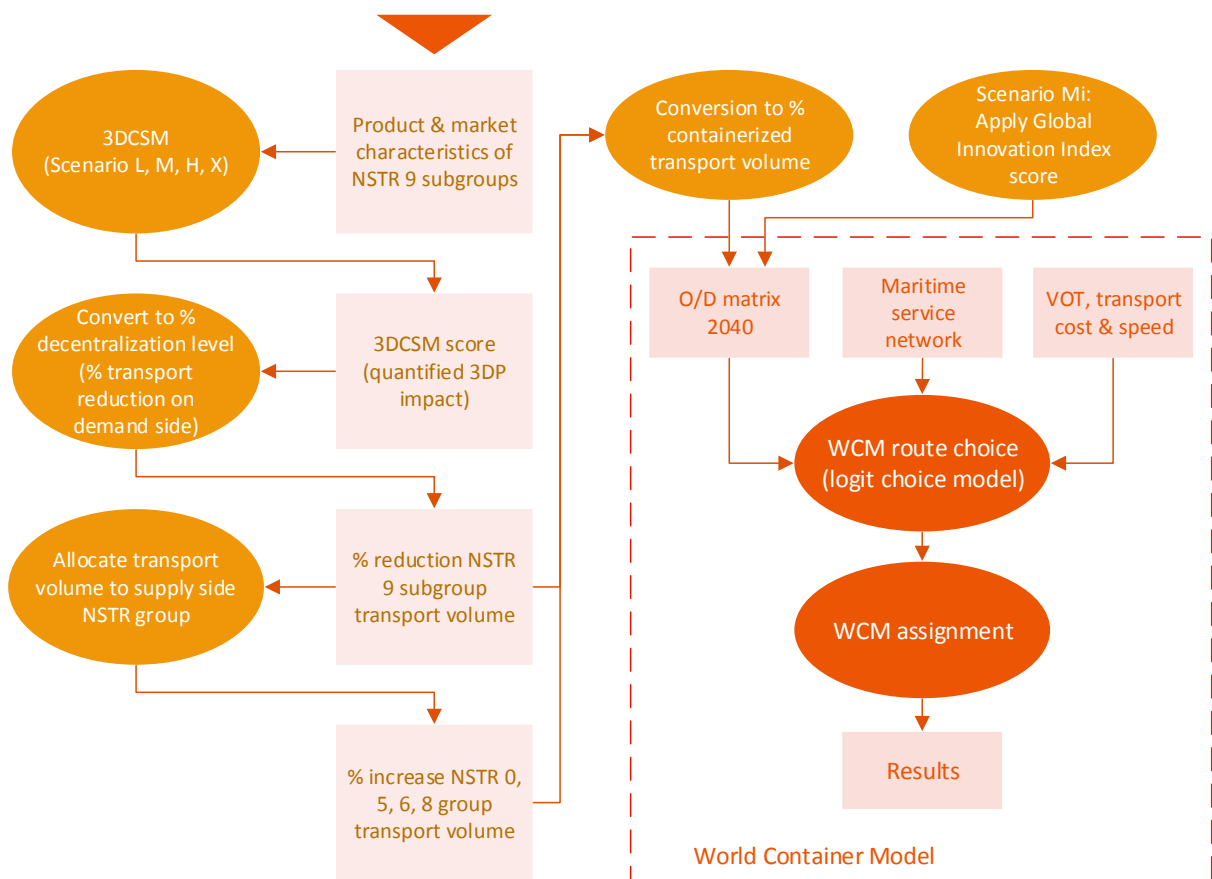 3DCSM
(Scenario L, M, H, X)
Product & market
characteristics of
NSTR 9 subgroups
Convert to %
decentralization level
(% transport
reduction on
demand side)
3DCSM score
(quantified 3DP
impact)
Allocate transport
volume to supply side
NSTR group
% reduction NSTR
9 subgroup
transport volume
% increase NSTR 0,
5, 6, 8 group
transport volume
Conversion to %
containerized
transport volume
Scenario Mi:
Apply Global
Innovation Index
score
O/D matrix
2040
Maritime
service
network
VOT, transport
cost & speed
WCM route choice
(logit choice model)
WCM assignment
Results
World Container Model